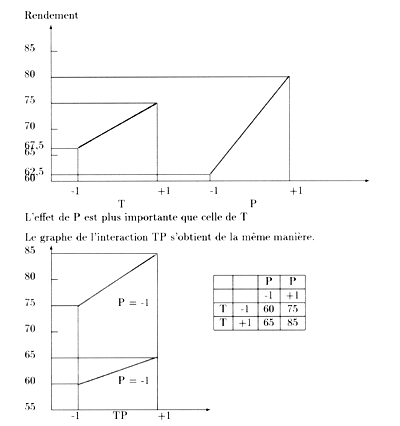 Rendement
85
80
75
70
67.5
65
62.5
60
-1 +1 -1 +1
T P
L'effet de P est plus importante que celle de T
Le graphe de l'interaction TP s'obtient de la même manière.
85
75
P = -1
70
65
60
P = -1
55
-1 TP +1
P P
-1 +1
T -1 60 75
T +1 65 85